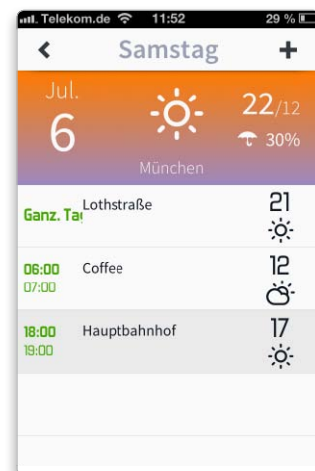 Telekom.de 11:52 29 %
Samstag +
Jul.
6
22/12
30%
München
Ganz. Ta
Lothstraße
21
06:00
07:00
Coffee
12
18:00
19:00
Hauptbahnhof
17